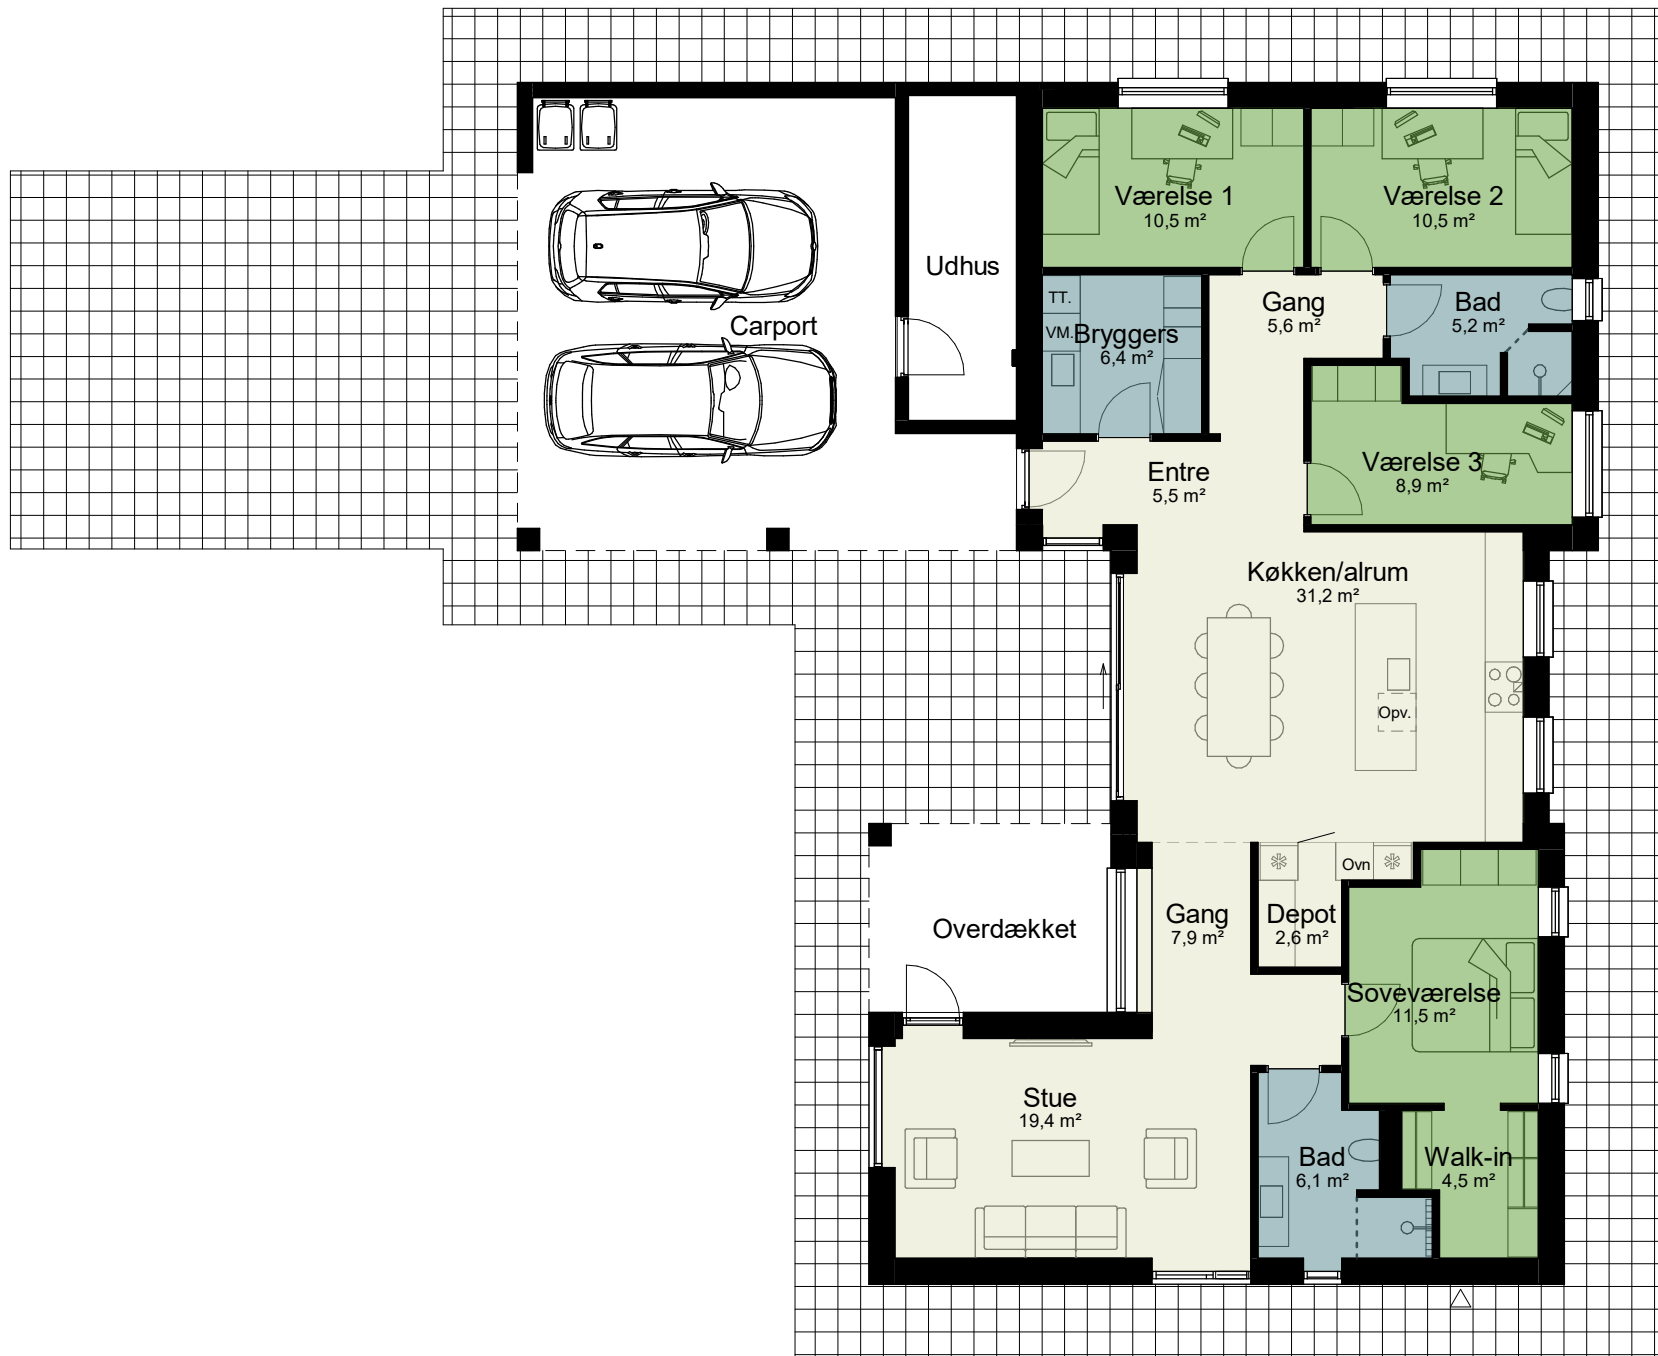 Værelse 1
10,5 m²
Værelse 2
10,5 m²
Udhus
TT.
VM.
Bryggers
6,4 m²
Gang
5,6 m²
Bad
5,2 m²
Carport
Entre
5,5 m²
Værelse 3
8,9 m²
Køkken/alrum
31,2 m²
Opv.
Ovn
Overdækket
Gang
7,9 m²
Depot
2,6 m²
Soveværelse
11,5 m²
Stue
19,4 m²
Bad
6,1 m²
Walk-in
4,5 m²